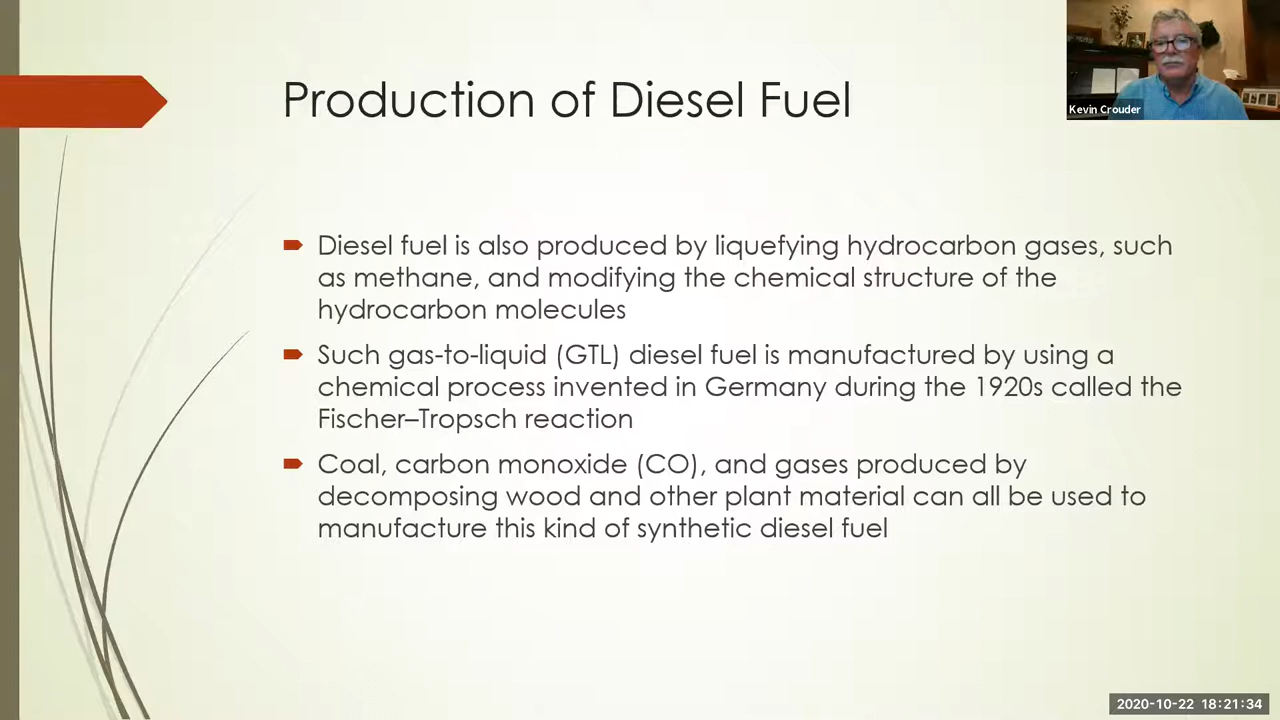 Production of Diesel Fuel
Kevin Crouder
Diesel fuel is also produced by liquefying hydrocarbon gases, such
as methane, and modifying the chemical structure of the
hydrocarbon molecules
Such gas-to-liquid (GTL) diesel fuel is manufactured by using a
chemical process invented in Germany during the 1920s called the
Fischer–Tropsch reaction
Coal, carbon monoxide (CO), and gases produced by
decomposing wood and other plant material can all be used to
manufacture this kind of synthetic diesel fuel
2020-10-22 18:21:34